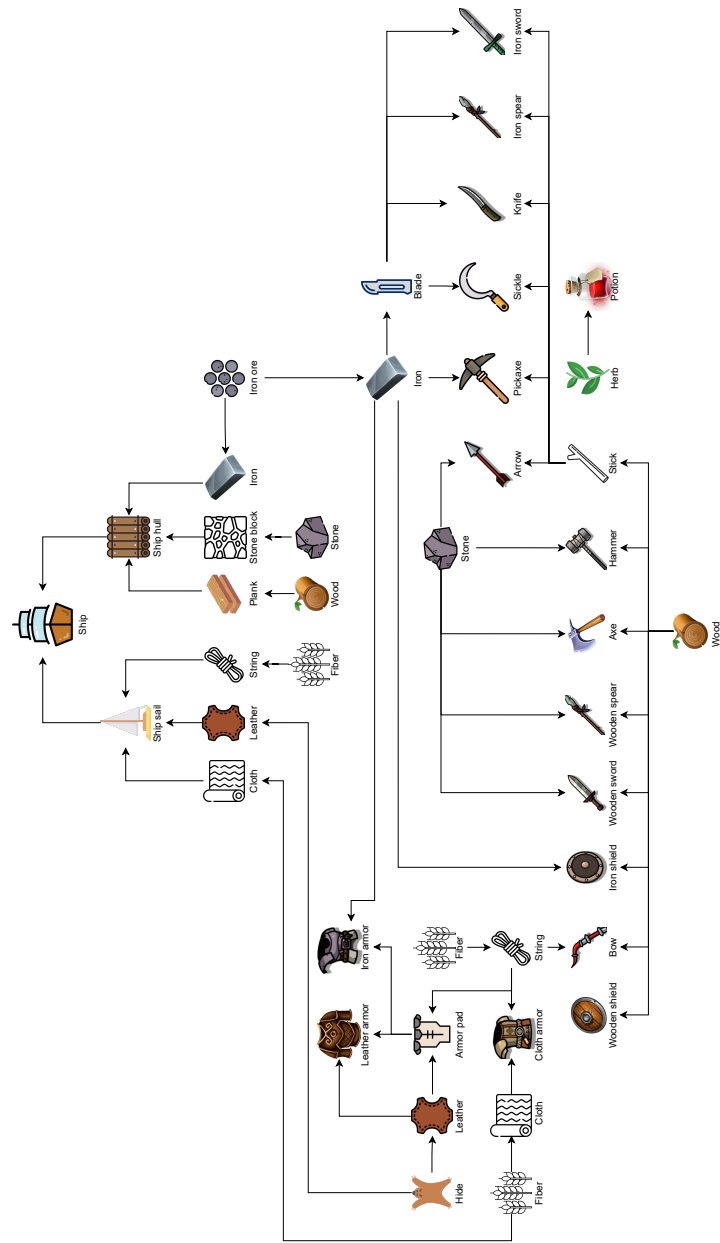 Ship
Ship sail
Ship hull
Cloth
Leather
String
Plank
Stone block
Iron
Iron ore
Fiber
Wood
Stone
Leather armor
Iron armor
Iron
Blade
Hide
Leather
Armor pad
Fiber
Stone
Fiber
Cloth
Cloth armor
String
Arrow
Pickaxe
Sickle
Knife
Iron spear
Iron sword
Wooden shield
Bow
Iron shield
Wooden sword
Wooden spear
Axe
Hammer
Stick
Herb
Potion
Wood